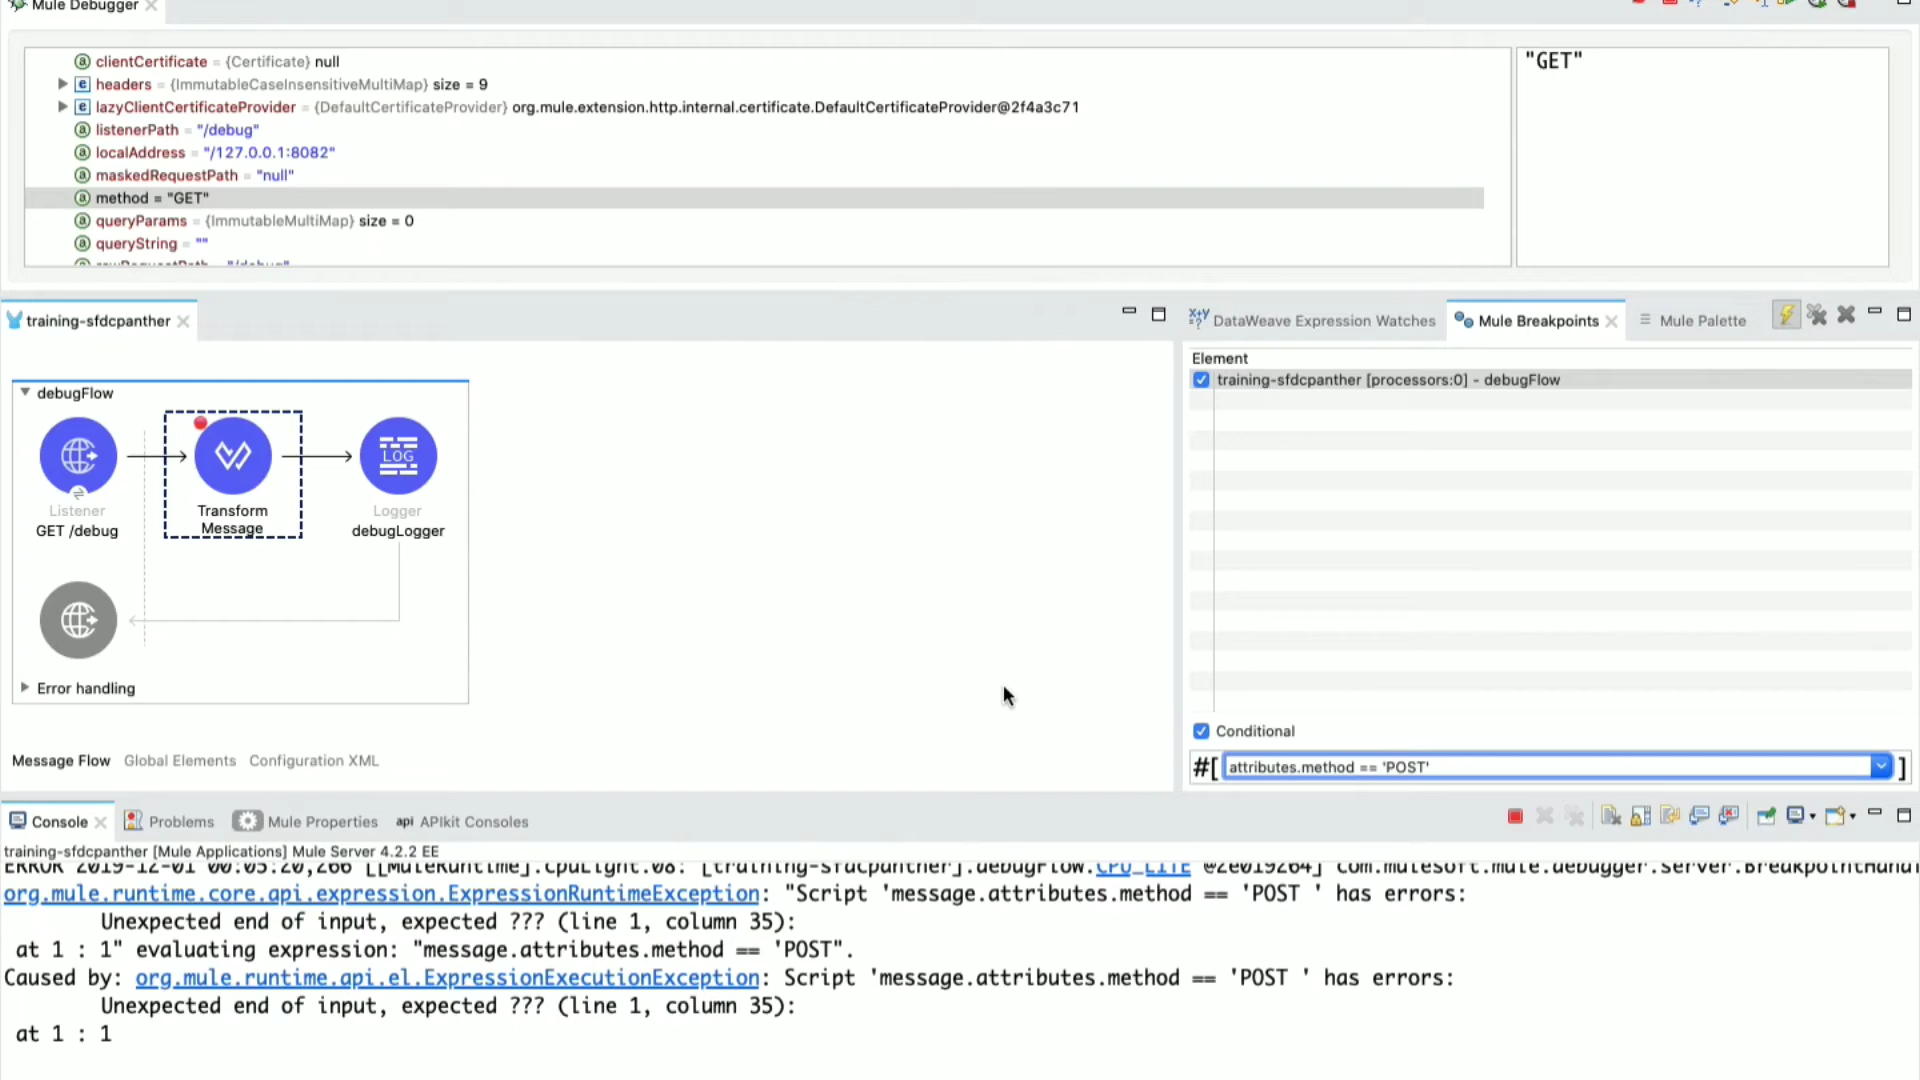 Mule Debugger
clientCertificate = {Certificate} null
headers = {ImmutableCaseInsensitiveMultiMap} size = 9
lazyClientCertificateProvider = {DefaultCertificateProvider} org.mule.extension.http.internal.certificate.DefaultCertificateProvider@2f4a3c71
listenerPath = "/debug"
localAddress = "/127.0.0.1:8082"
maskedRequestPath = "null"
method = "GET"
queryParams = {ImmutableMultiMap} size = 0
queryString = ""
"GET"
training-sfdcpanther
debugFlow
Listener
GET /debug
Transform
Message
LOG
Logger
debugLogger
Error handling
Message Flow Global Elements Configuration XML
DataWeave Expression Watches Mule Breakpoints Mule Palette
Element
training-sfdcpanther [processors:0] - debugFlow
Conditional
#[ attributes.method == 'POST' ]
Console Problems Mule Properties api APIkit Consoles
training-sfdcpanther [Mule Applications] Mule Server 4.2.2 EE
org.mule.runtime.core.api.expression.ExpressionRuntimeException: "Script 'message.attributes.method == 'POST ' has errors:
Unexpected end of input, expected ??? (line 1, column 35):
at 1 : 1" evaluating expression: "message.attributes.method == 'POST".
Caused by: org.mule.runtime.api.el.ExpressionExecutionException: Script 'message.attributes.method == 'POST ' has errors:
Unexpected end of input, expected ??? (line 1, column 35):
at 1 : 1